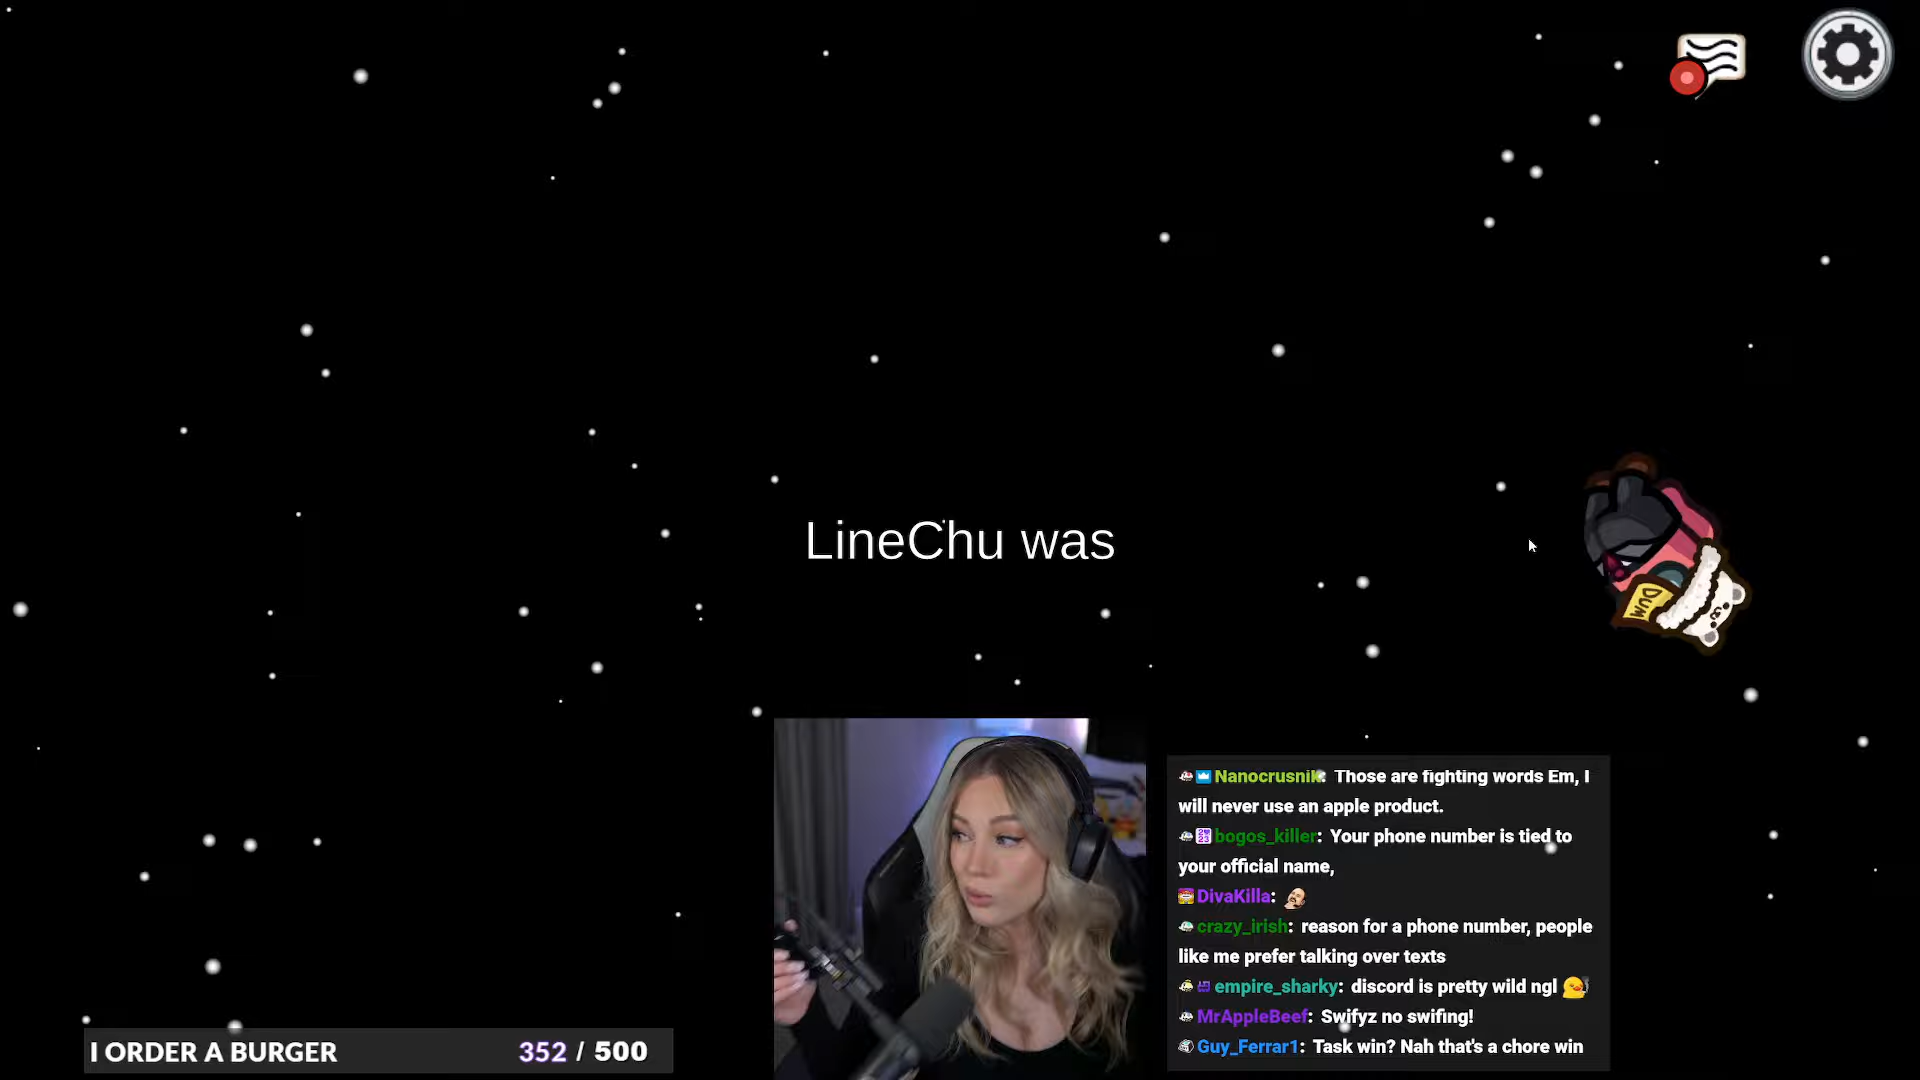 LineChu was
DUM
Nanocrusnik: Those are fighting words Em, I
will never use an apple product.
bogos_killer: Your phone number is tied to
your official name,
DivaKilla:
crazy_irish: reason for a phone number, people
like me prefer talking over texts
empire_sharky: discord is pretty wild ngl
MrAppleBeef: Swifyz no swifing!
Guy_Ferrar1: Task win? Nah that's a chore win
I ORDER A BURGER 352 / 500